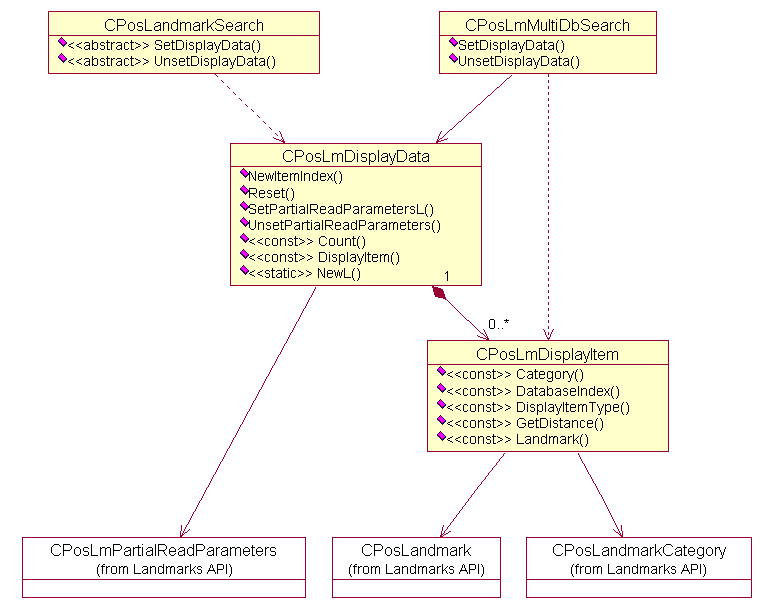 CPosLandmarkSearch
<<abstract>> SetDisplayData()
<<abstract>> UnsetDisplayData()
CPosLmMultiDbSearch
SetDisplayData()
UnsetDisplayData()
CPosLmDisplayData
NewItemIndex()
Reset()
SetPartialReadParametersL()
UnsetPartialReadParameters()
<<const>> Count()
<<const>> DisplayItem()
<<static>> NewL()
1
0..*
CPosLmDisplayItem
<<const>> Category()
<<const>> DatabaseIndex()
<<const>> DisplayItemType()
<<const>> GetDistance()
<<const>> Landmark()
CPosLmPartialReadParameters
(from Landmarks API)
CPosLandmark
(from Landmarks API)
CPosLandmarkCategory
(from Landmarks API)